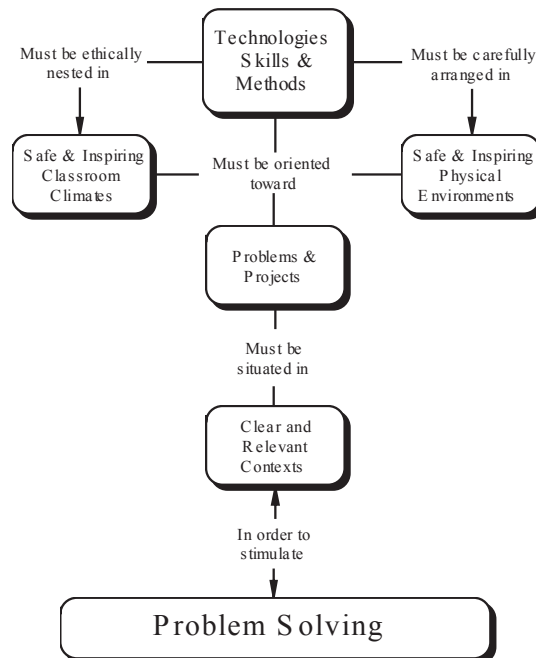 Technologies
Skills &
Methods
Must be ethically
nested in
Must be carefully
arranged in
Safe & Inspiring
Classroom
Climates
Must be oriented
toward
Safe & Inspiring
Physical
Environments
Problems &
Projects
Must be
situated in
Clear and
Relevant
Contexts
In order to
stimulate
Problem Solving